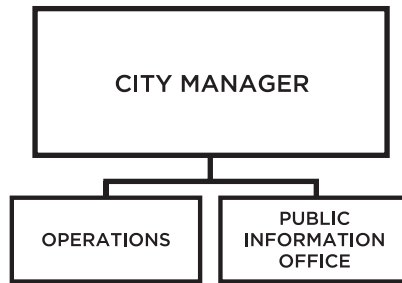 CITY MANAGER
OPERATIONS
PUBLIC
INFORMATION
OFFICE